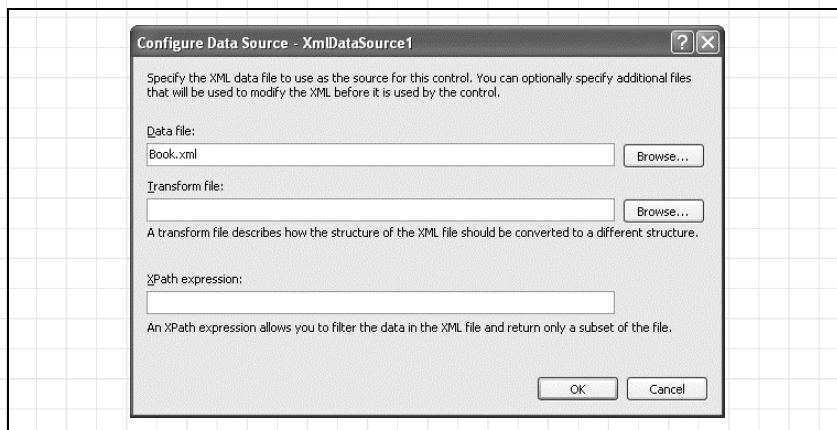 Configure Data Source - XmlDataSource1
Specify the XML data file to use as the source for this control. You can optionally specify additional files
that will be used to modify the XML before it is used by the control.
Data file:
Book.xml
Browse...
Transform file:
Browse...
A transform file describes how the structure of the XML file should be converted to a different structure.
XPath expression:
An XPath expression allows you to filter the data in the XML file and return only a subset of the file.
OK
Cancel